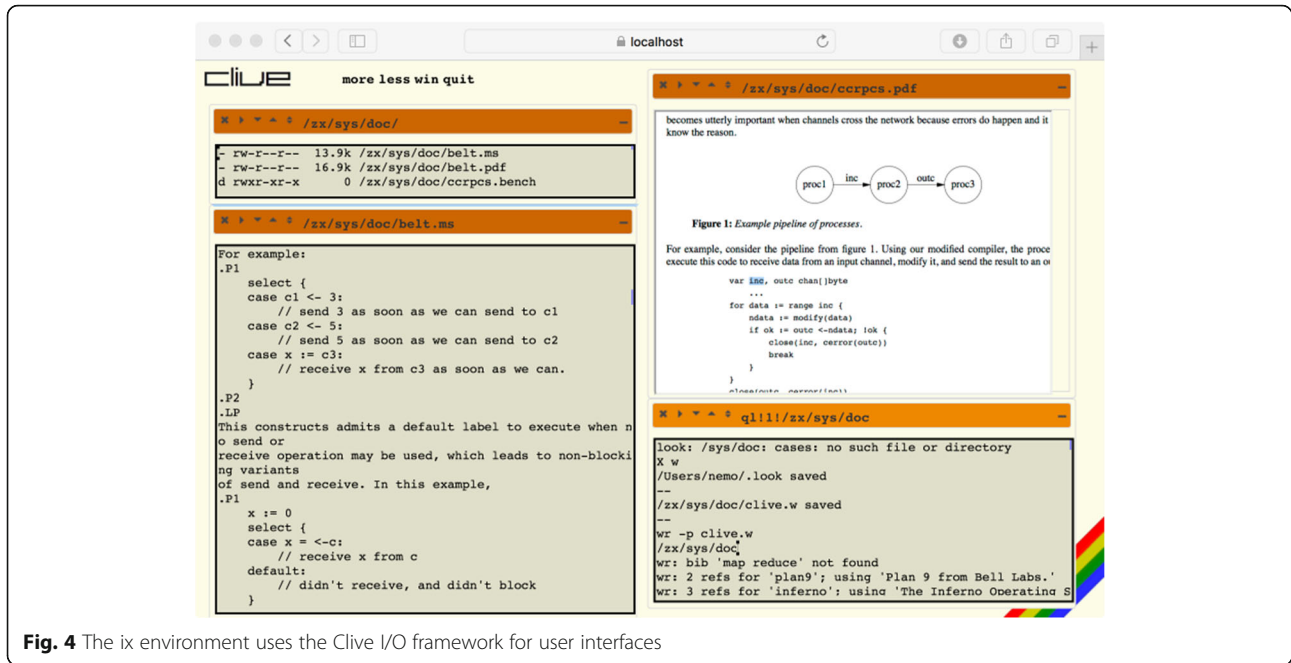 localhost
clive
more less win quit
/zx/sys/doc/
- rw-r--r-- 13.9k /zx/sys/doc/belt.ms
- rw-r--r-- 16.9k /zx/sys/doc/belt.pdf
d rwxr-xr-x 0 /zx/sys/doc/ccrpcs.bench
/zx/sys/doc/belt.ms
For example:
.P1
select {
case c1 <- 3:
// send 3 as soon as we can send to c1
case c2 <- 5:
// send 5 as soon as we can send to c2
case x := c3:
// receive x from c3 as soon as we can.
}
.P2
.LP
This constructs admits a default label to execute when n
o send or
receive operation may be used, which leads to non-blocki
ng variants
of send and receive. In this example,
.P1
x := 0
select {
case x = <-c:
// receive x from c
default:
// didn't receive, and didn't block
}
/zx/sys/doc/ccrpcs.pdf
becomes utterly important when channels cross the network because errors do happen and it
know the reason.
proc1 inc proc2 outc proc3
Figure 1: Example pipeline of processes.
For example, consider the pipeline from figure 1. Using our modified compiler, the proce
execute this code to receive data from an input channel, modify it, and send the result to an o
var inc, outc chan[]byte
...
for data := range inc {
ndata := modify(data)
if ok := outc <-ndata; !ok {
close(inc, cerror(outc))
break
}
}
close(outc, cerror(inc))
ql!1!/zx/sys/doc
look: /sys/doc: cases: no such file or directory
X w
/Users/nemo/.look saved
--
/zx/sys/doc/clive.w saved
--
wr -p clive.w
/zx/sys/doc
wr: bib 'map reduce' not found
wr: 2 refs for 'plan9'; using 'Plan 9 from Bell Labs.'
wr: 3 refs for 'inferno'; using 'The Inferno Operating S
Fig. 4 The ix environment uses the Clive I/O framework for user interfaces